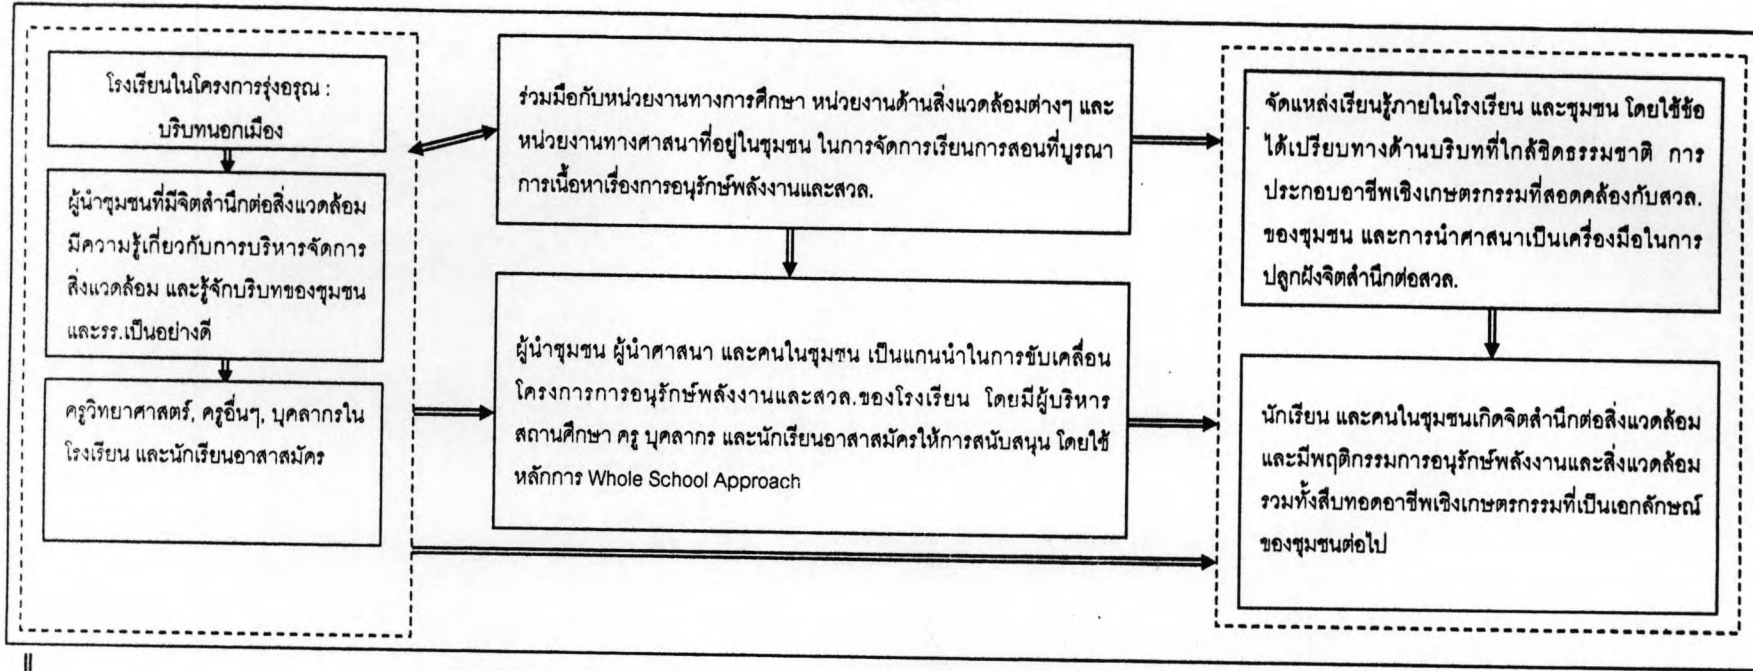 โรงเรียนในโครงการรุ่งอรุณ :
บริบทนอกเมือง
ผู้นำชุมชนที่มีจิตสำนึกต่อสิ่งแวดล้อม
มีความรู้เกี่ยวกับการบริหารจัดการ
สิ่งแวดล้อม และรู้จักบริบทของชุมชน
และรร.เป็นอย่างดี
ครูวิทยาศาสตร์, ครูอื่นๆ, บุคลากรใน
โรงเรียน และนักเรียนอาสาสมัคร
ร่วมมือกับหน่วยงานทางการศึกษา หน่วยงานด้านสิ่งแวดล้อมต่างๆ และ
หน่วยงานทางศาสนาที่อยู่ในชุมชน ในการจัดการเรียนการสอนที่บูรณา
การเนื้อหาเรื่องการอนุรักษ์พลังงานและสวล.
ผู้นำชุมชน ผู้นำศาสนา และคนในชุมชน เป็นแกนนำในการขับเคลื่อน
โครงการการอนุรักษ์พลังงานและสวล.ของโรงเรียน โดยมีผู้บริหาร
สถานศึกษา ครู บุคลากร และนักเรียนอาสาสมัครให้การสนับสนุน โดยใช้
หลักการ Whole School Approach
จัดแหล่งเรียนรู้ภายในโรงเรียน และชุมชน โดยใช้ข้อ
ได้เปรียบทางด้านบริบทที่ใกล้ชิดธรรมชาติ การ
ประกอบอาชีพเชิงเกษตรกรรมที่สอดคล้องกับสวล.
ของชุมชน และการนำศาสนาเป็นเครื่องมือในการ
ปลูกฝังจิตสำนึกต่อสวล.
นักเรียน และคนในชุมชนเกิดจิตสำนึกต่อสิ่งแวดล้อม
และมีพฤติกรรมการอนุรักษ์พลังงานและสิ่งแวดล้อม
รวมทั้งสืบทอดอาชีพเชิงเกษตรกรรมที่เป็นเอกลักษณ์
ของชุมชนต่อไป